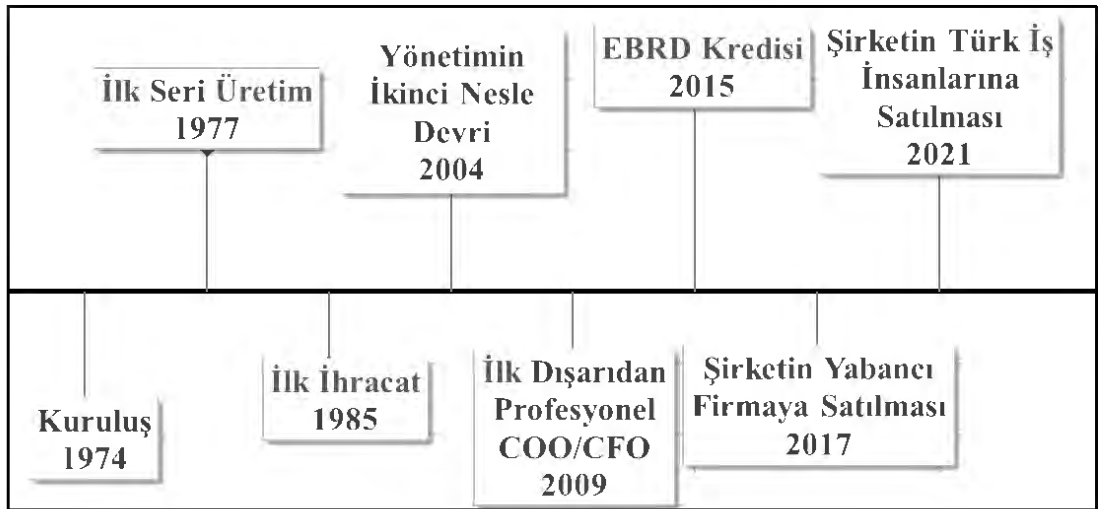 İlk Seri Üretim
1977
Yönetimin
İkinci Nesle
Devri
2004
EBRD Kredisi
2015
Şirketin Türk İş
İnsanlarına
Satılması
2021
Kuruluş
1974
İlk İhracat
1985
İlk Dışarıdan
Profesyonel
COO/CFO
2009
Şirketin Yabancı
Firmaya Satılması
2017